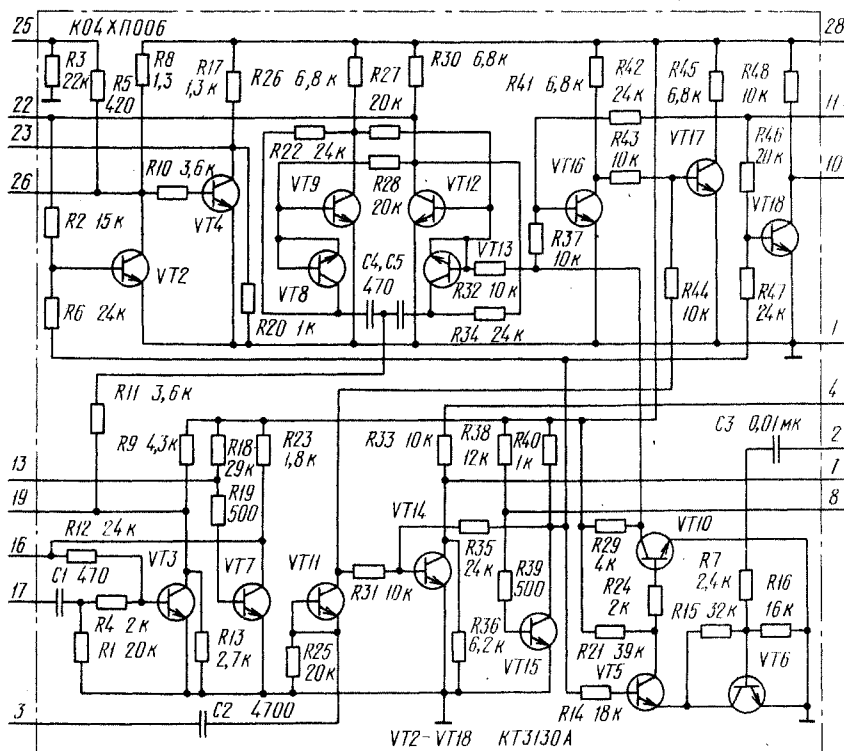 25 К04ХП006 28
R3 22к
R5 420
R8 1,3
R17 1,3к
R26 6,8к
R27 20к
R30 6,8к
R41 6,8к
R42 24к
R45 6,8к
R48 10к
22 11
23
R22 24к
R43 10к
VT17
R46 20к
26
R10 3,6к
VT4
VT9
R28 20к
VT12
VT16
10
VT18
R2 15к
VT2
VT8
C4, C5 470
VT13
R32 10к
R37 10к
R44 10к
R47 24к
R6 24к
R20 1к
R34 24к
1
R11 3,6к
4
R9 4,3к
R18 29к
R23 1,8к
R33 10к
R38 12к
R40 1к
C3 0,01мк
2
13
R19 500
7
19
VT14
8
R12 24к
16
VT3
VT7
VT11
R35 24к
R29 4к
VT10
17
C1 470
R4 2к
R31 10к
R39 500
R24 2к
R7 2,4к
R16 16к
R15 32к
R1 20к
R13 2,7к
R25 20к
R36 6,2к
VT15
R21 39к
VT5
VT6
R14 18к
3
C2 4700
VT2-VT18 КТ3130А